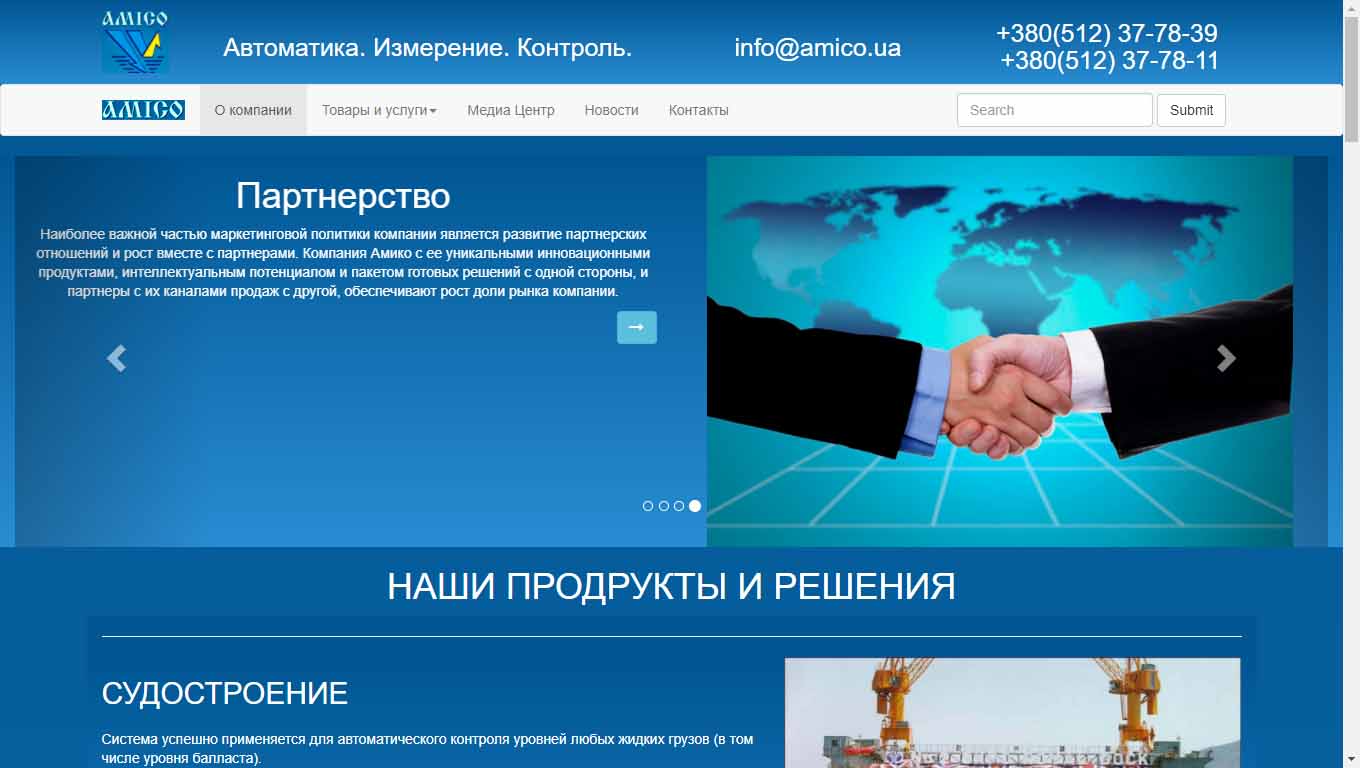 AMICO
Автоматика. Измерение. Контроль.
info@amico.ua
+380(512) 37-78-39
+380(512) 37-78-11
AMICO
О компании
Товары и услуги
Медиа Центр
Новости
Контакты
Search
Submit
Партнерство
Наиболее важной частью маркетинговой политики компании является развитие партнерских
отношений и рост вместе с партнерами. Компания Амико с ее уникальными инновационными
продуктами, интеллектуальным потенциалом и пакетом готовых решений с одной стороны, и
партнеры с их каналами продаж с другой, обеспечивают рост доли рынка компании.
НАШИ ПРОДРУКТЫ И РЕШЕНИЯ
СУДОСТРОЕНИЕ
Система успешно применяется для автоматического контроля уровней любых жидких грузов (в том
числе уровня балласта).